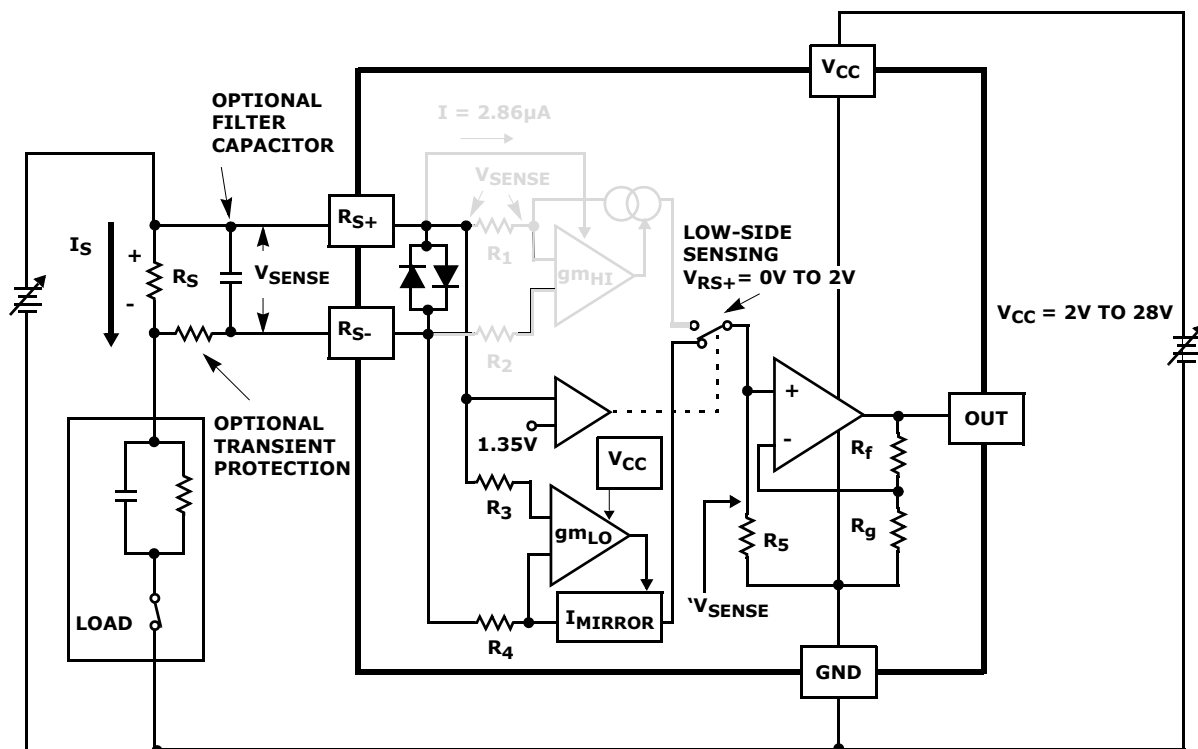 VCC
OPTIONAL
FILTER
CAPACITOR
I = 2.86µA
VSENSE
RS+
R1
gmHI
LOW-SIDE
SENSING
VRS+= 0V TO 2V
IS
+
RS
-
VSENSE
VCC = 2V TO 28V
RS-
R2
OPTIONAL
TRANSIENT
PROTECTION
1.35V
+
-
OUT
VCC
Rf
R3
gmLO
R5
Rg
‘VSENSE
LOAD
R4
IMIRROR
GND